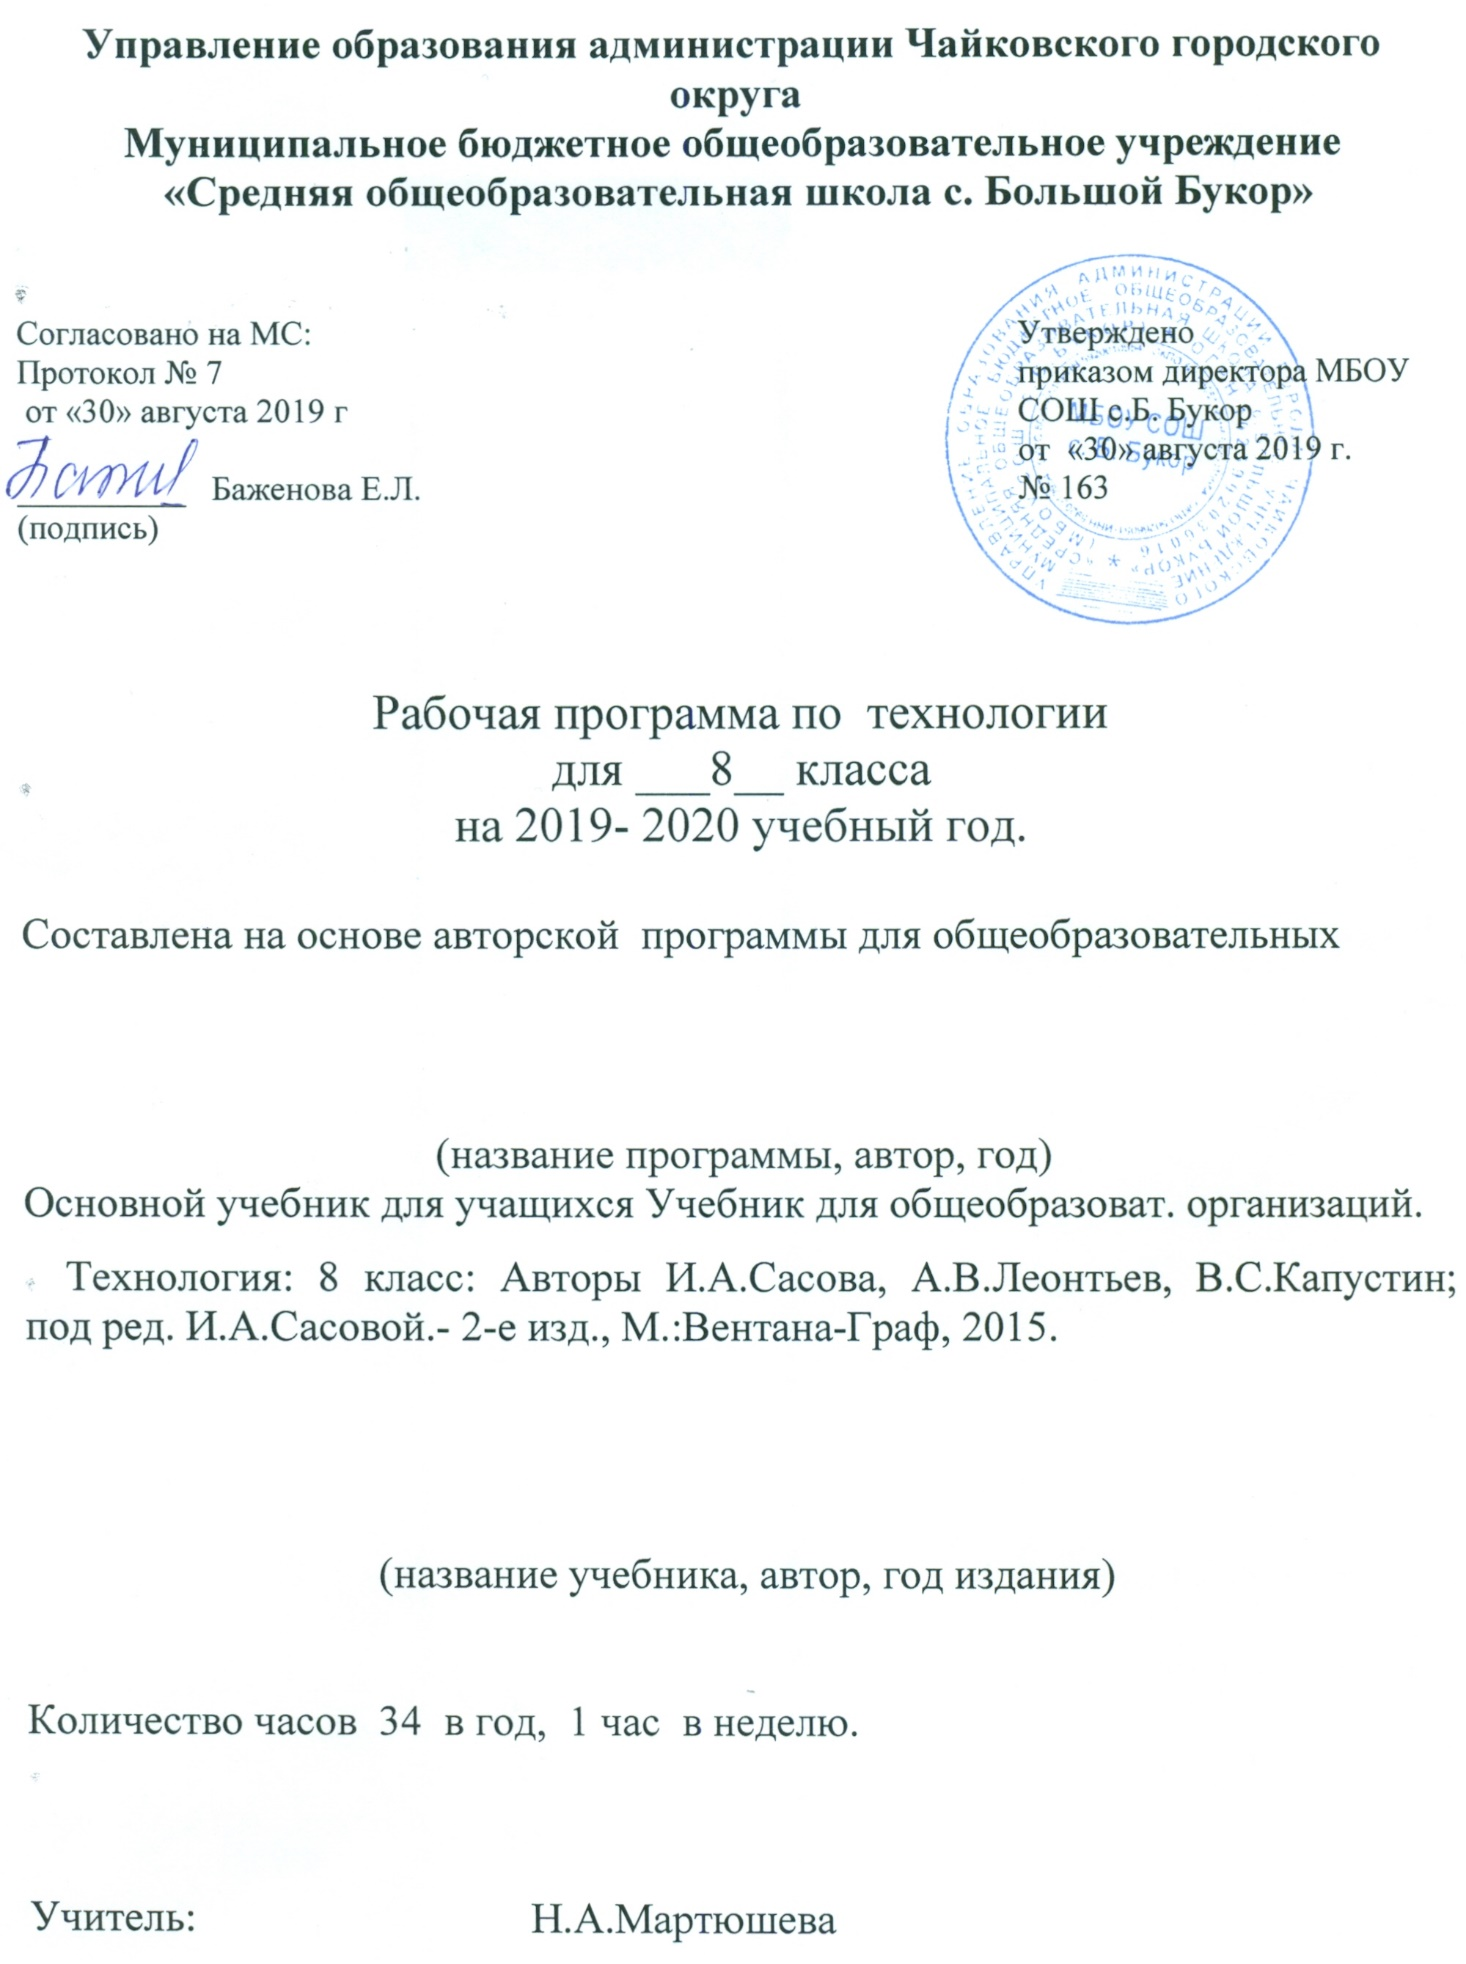 Управление образования администрации Чайковского городского
округа
Муниципальное бюджетное общеобразовательное учреждение
«Средняя общеобразовательная школа с. Большой Букор»
Согласовано на МС:
Протокол № 7
от «30» августа 2019 г
Баженова Е.Л.
(подпись)
Утверждено
приказом директора МБОУ
СОШ с.Б. Букор
от «30» августа 2019 г.
№ 163
МБОУ СОШ
с.Б. Букор
Рабочая программа по технологии
для ___8__ класса
на 2019- 2020 учебный год.
Составлена на основе авторской программы для общеобразовательных
(название программы, автор, год)
Основной учебник для учащихся Учебник для общеобразоват. организаций.
Технология: 8 класс: Авторы И.А.Сасова, А.В.Леонтьев, В.С.Капустин;
под ред. И.А.Сасовой.- 2-е изд., М.:Вентана-Граф, 2015.
(название учебника, автор, год издания)
Количество часов 34 в год, 1 час в неделю.
Учитель: Н.А.Мартюшева